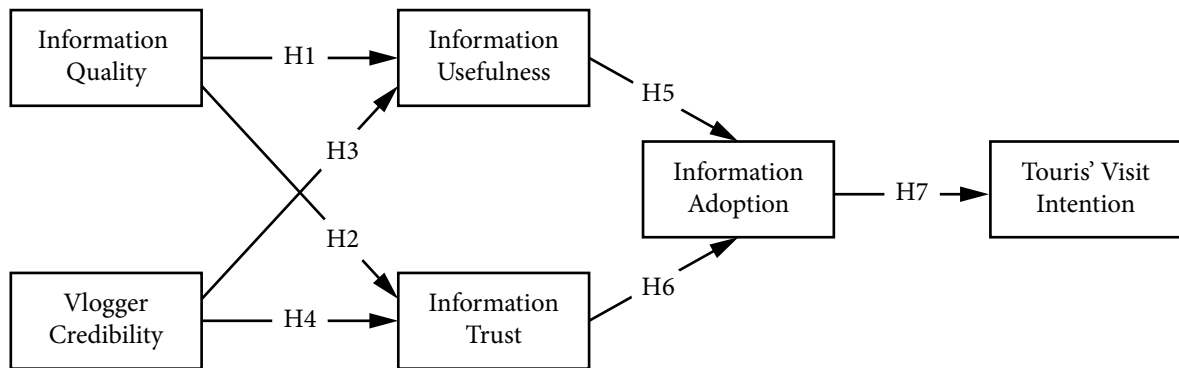 Information
Quality
H1
Information
Usefulness
H5
H3
Information
Adoption
H7
Touris’ Visit
Intention
H2
H6
Vlogger
Credibility
H4
Information
Trust